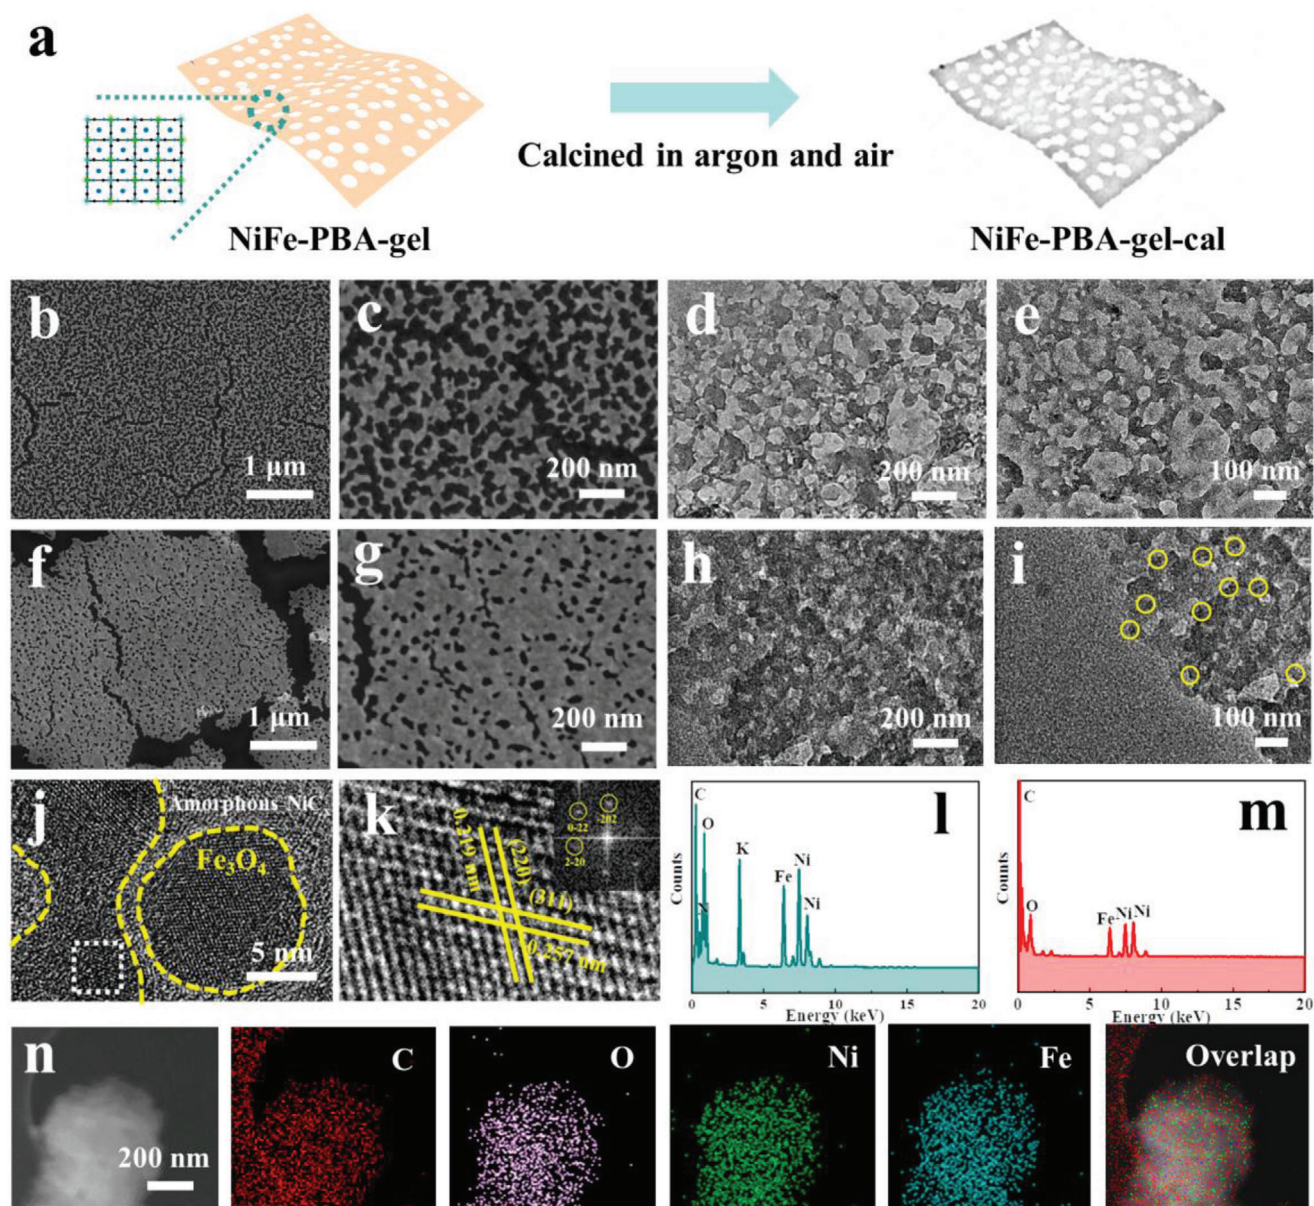 a
Calcined in argon and air
NiFe-PBA-gel
NiFe-PBA-gel-cal
b
1 μm
c
200 nm
d
200 nm
e
100 nm
f
1 μm
g
200 nm
h
200 nm
i
100 nm
j
Amorphons NiC
Fe3O4
5 nm
k
0.219 nm
(220)
(311)
0.257 nm
0-22
-202
2-20
l
Counts
C
O
N
K
Fe
Ni
Ni
0 5 10 15 20
Energy (keV)
m
Counts
C
O
Fe
Ni
Ni
0 5 10 15 20
Energy (keV)
n
200 nm
C
O
Ni
Fe
Overlap